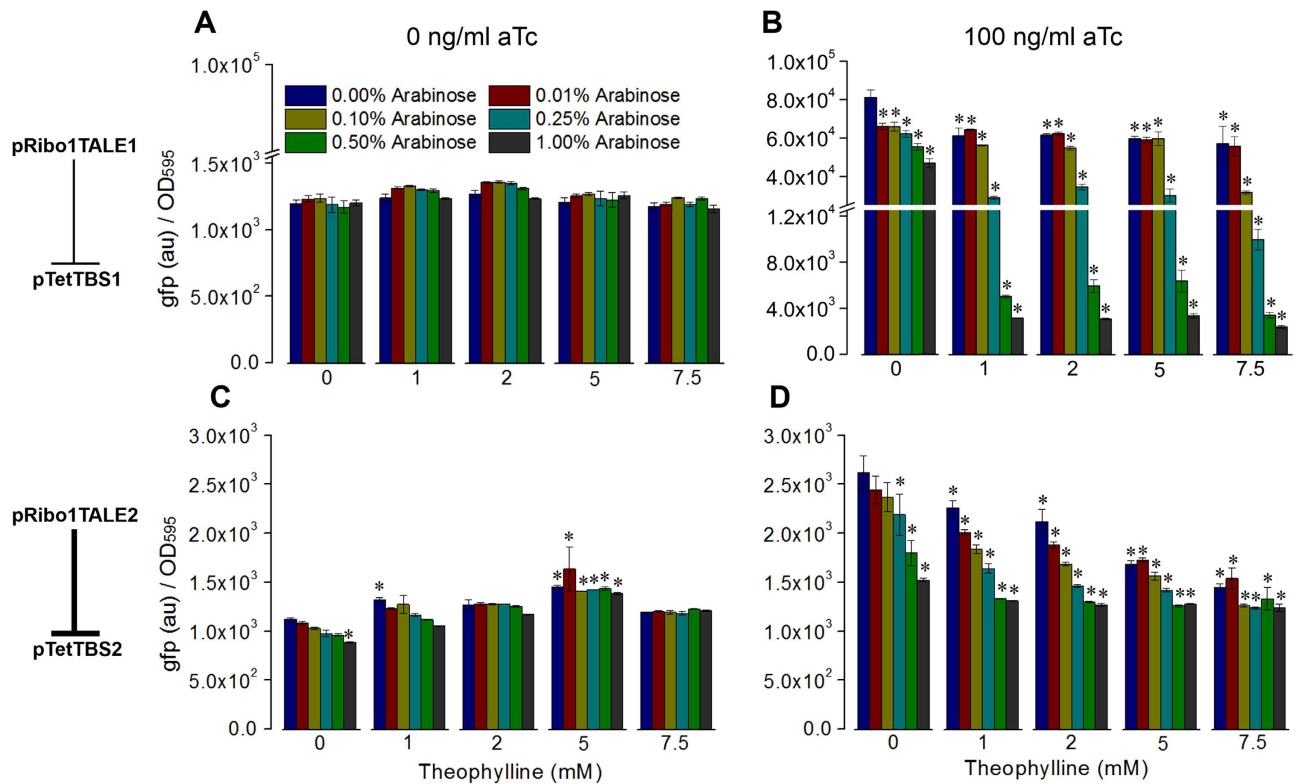 A
0 ng/ml aTc
B
100 ng/ml aTc
pRibo1TALE1
pTetTBS1
gfp (au) / OD595
1.0x10^5
1.5x10^3
1.0x10^3
5.0x10^2
0.0
0.00% Arabinose
0.01% Arabinose
0.10% Arabinose
0.25% Arabinose
0.50% Arabinose
1.00% Arabinose
0 1 2 5 7.5
1.0x10^5
8.0x10^4
6.0x10^4
4.0x10^4
1.2x10^4
8.0x10^3
4.0x10^3
0.0
* * * * *
* * * * *
* * * * *
* * * * *
* * * * * *
0 1 2 5 7.5
C
D
pRibo1TALE2
pTetTBS2
gfp (au) / OD595
3.0x10^3
2.5x10^3
2.0x10^3
1.5x10^3
1.0x10^3
5.0x10^2
0.0
*
*
* * * * * *
0 1 2 5 7.5
Theophylline (mM)
3.0x10^3
2.5x10^3
2.0x10^3
1.5x10^3
1.0x10^3
5.0x10^2
0.0
* * *
* * * * * *
* * * * * *
* * * * * *
* * * * * *
0 1 2 5 7.5
Theophylline (mM)